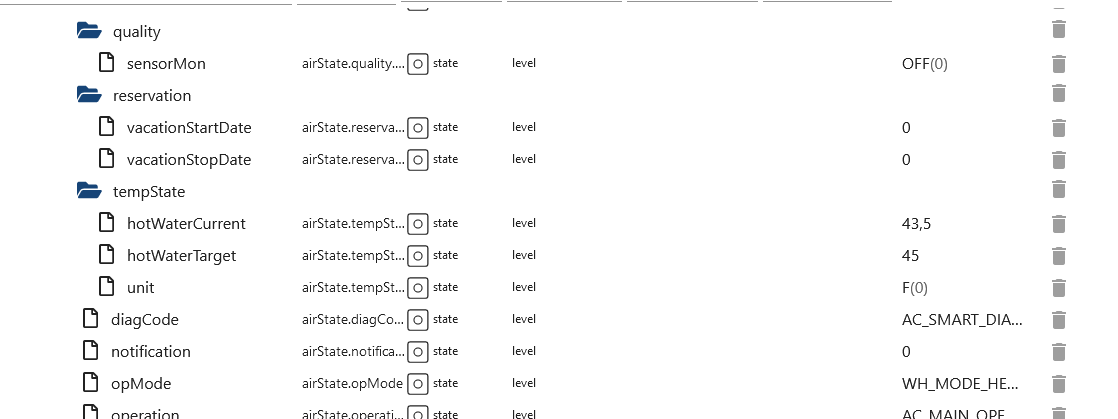 quality
sensorMon airState.quality.... state level OFF(0)
reservation
vacationStartDate airState.reserva... state level 0
vacationStopDate airState.reserva... state level 0
tempState
hotWaterCurrent airState.tempSt... state level 43,5
hotWaterTarget airState.tempSt... state level 45
unit airState.tempSt... state level F(0)
diagCode airState.diagCo... state level AC_SMART_DIA...
notification airState.notifica... state level 0
opMode airState.opMode state level WH_MODE_HE...
operation airState.operati... state level AC_MAIN_OPE...